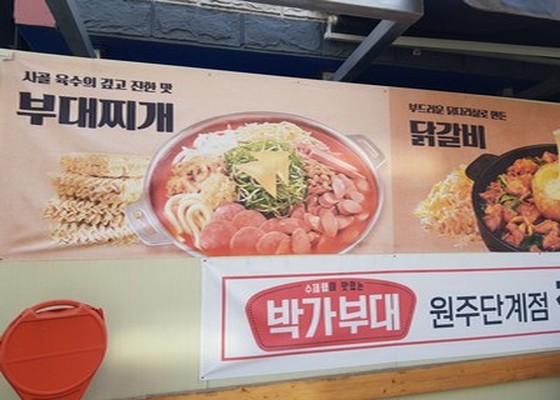 사골 육수의 깊고 진한 맛
부대찌개
부드러운 닭다리살로 만든
닭갈비
수제햄이 맛있는
박가부대
원주단계점